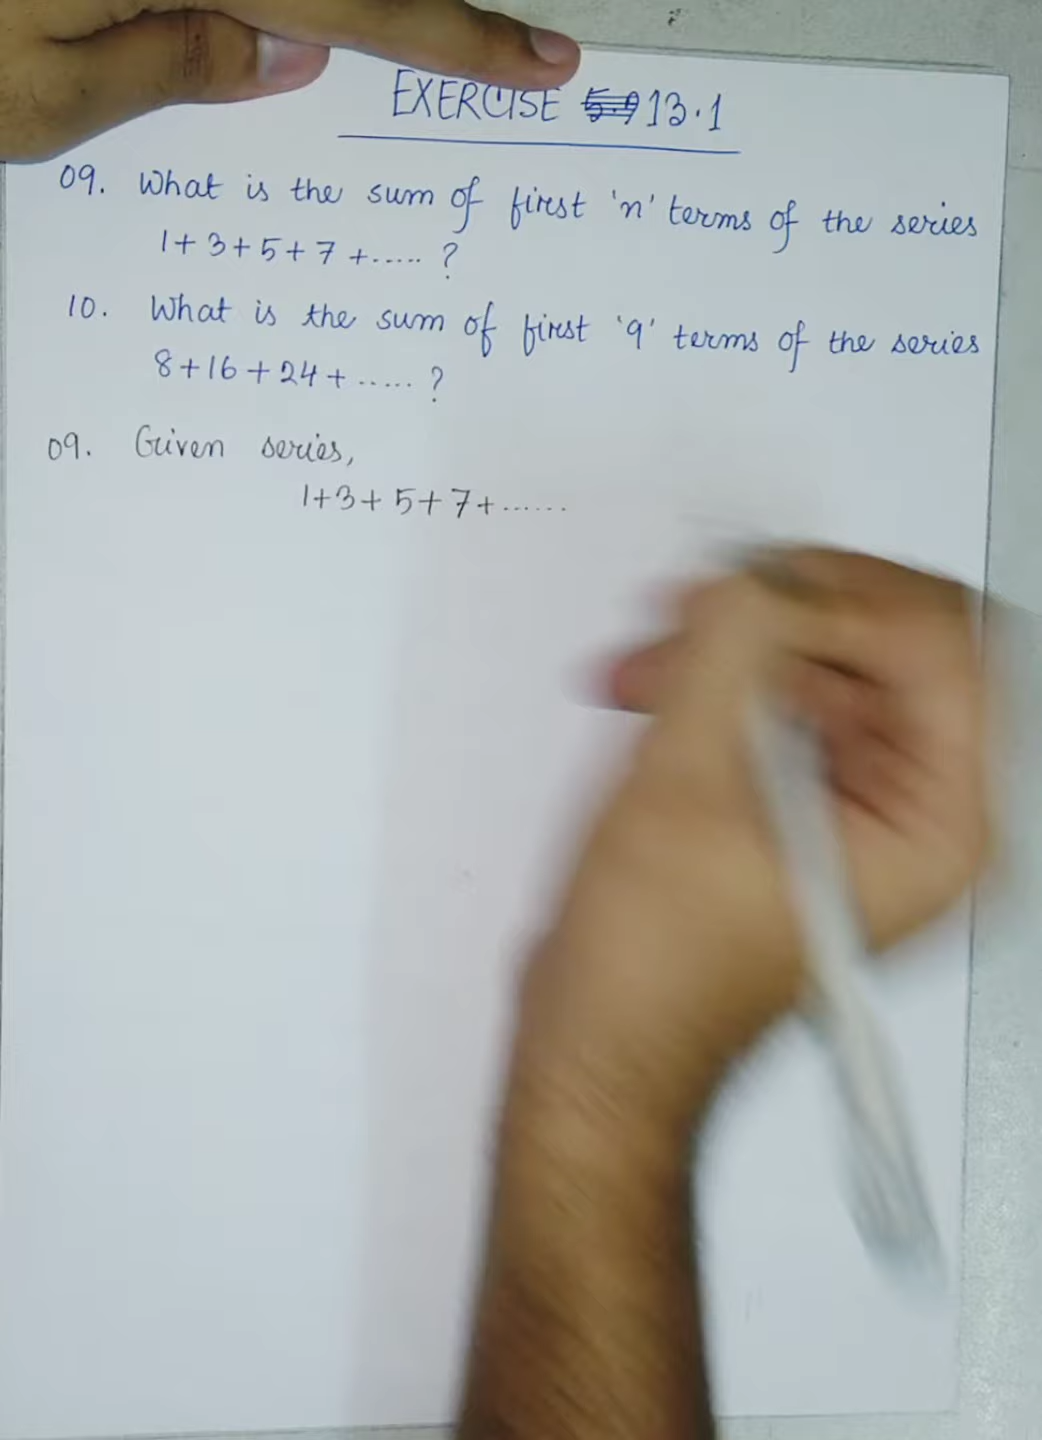 EXERCISE 13.1
09. What is the sum of first 'n' terms of the series
1+3+5+7+..... ?
10. What is the sum of first '9' terms of the series
8+16+24+ ..... ?
09. Given series,
1+3+5+7+......